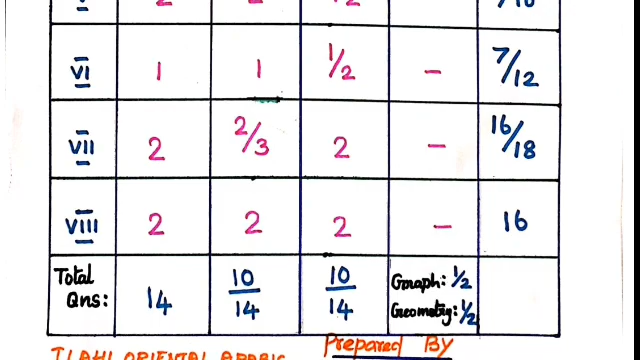 VI 1 1 1/2 - 7/12
VII 2 2/3 2 - 16/18
VIII 2 2 2 - 16
Total Qns: 14 10/14 10/14 Graph: 1/2 Geometry: 1/2
Prepared By